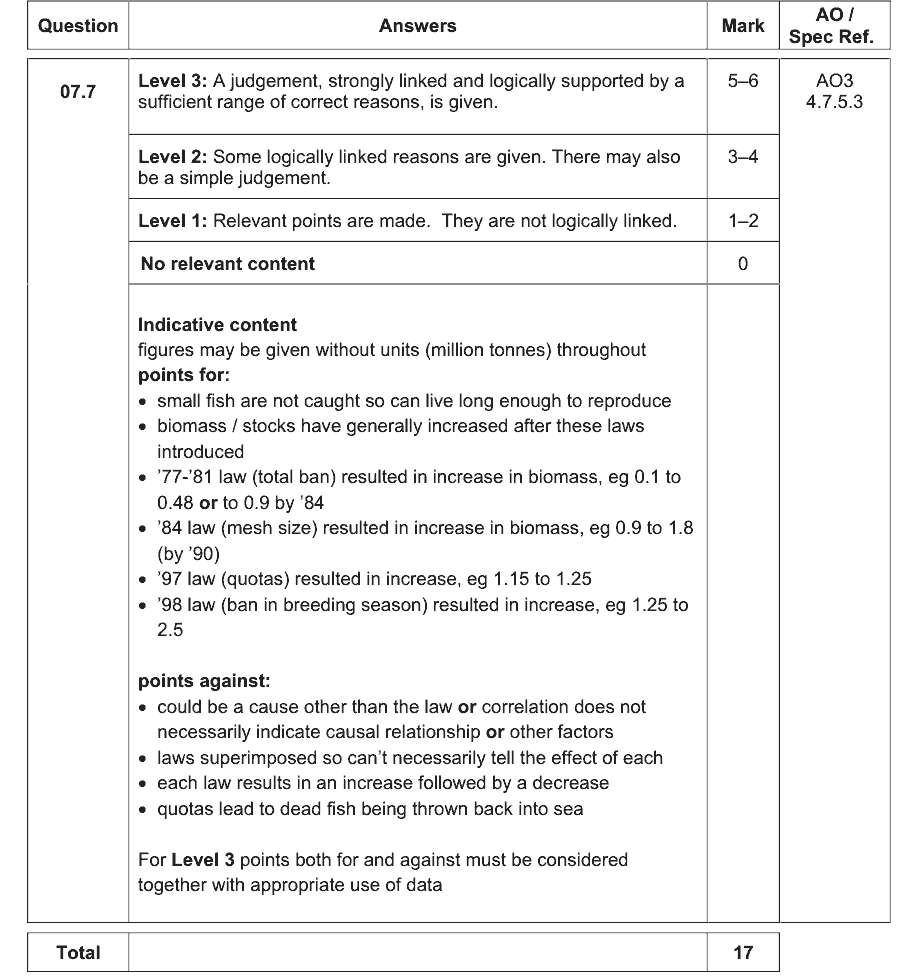 Question Answers Mark AO /
Spec Ref.
07.7 Level 3: A judgement, strongly linked and logically supported by a 5–6 AO3
sufficient range of correct reasons, is given. 4.7.5.3
Level 2: Some logically linked reasons are given. There may also 3–4
be a simple judgement.
Level 1: Relevant points are made. They are not logically linked. 1–2
No relevant content 0
Indicative content
figures may be given without units (million tonnes) throughout
points for:
• small fish are not caught so can live long enough to reproduce
• biomass / stocks have generally increased after these laws
introduced
• ’77-’81 law (total ban) resulted in increase in biomass, eg 0.1 to
0.48 or to 0.9 by ’84
• ’84 law (mesh size) resulted in increase in biomass, eg 0.9 to 1.8
(by ’90)
• ’97 law (quotas) resulted in increase, eg 1.15 to 1.25
• ’98 law (ban in breeding season) resulted in increase, eg 1.25 to
2.5
points against:
• could be a cause other than the law or correlation does not
necessarily indicate causal relationship or other factors
• laws superimposed so can’t necessarily tell the effect of each
• each law results in an increase followed by a decrease
• quotas lead to dead fish being thrown back into sea
For Level 3 points both for and against must be considered
together with appropriate use of data
Total 17